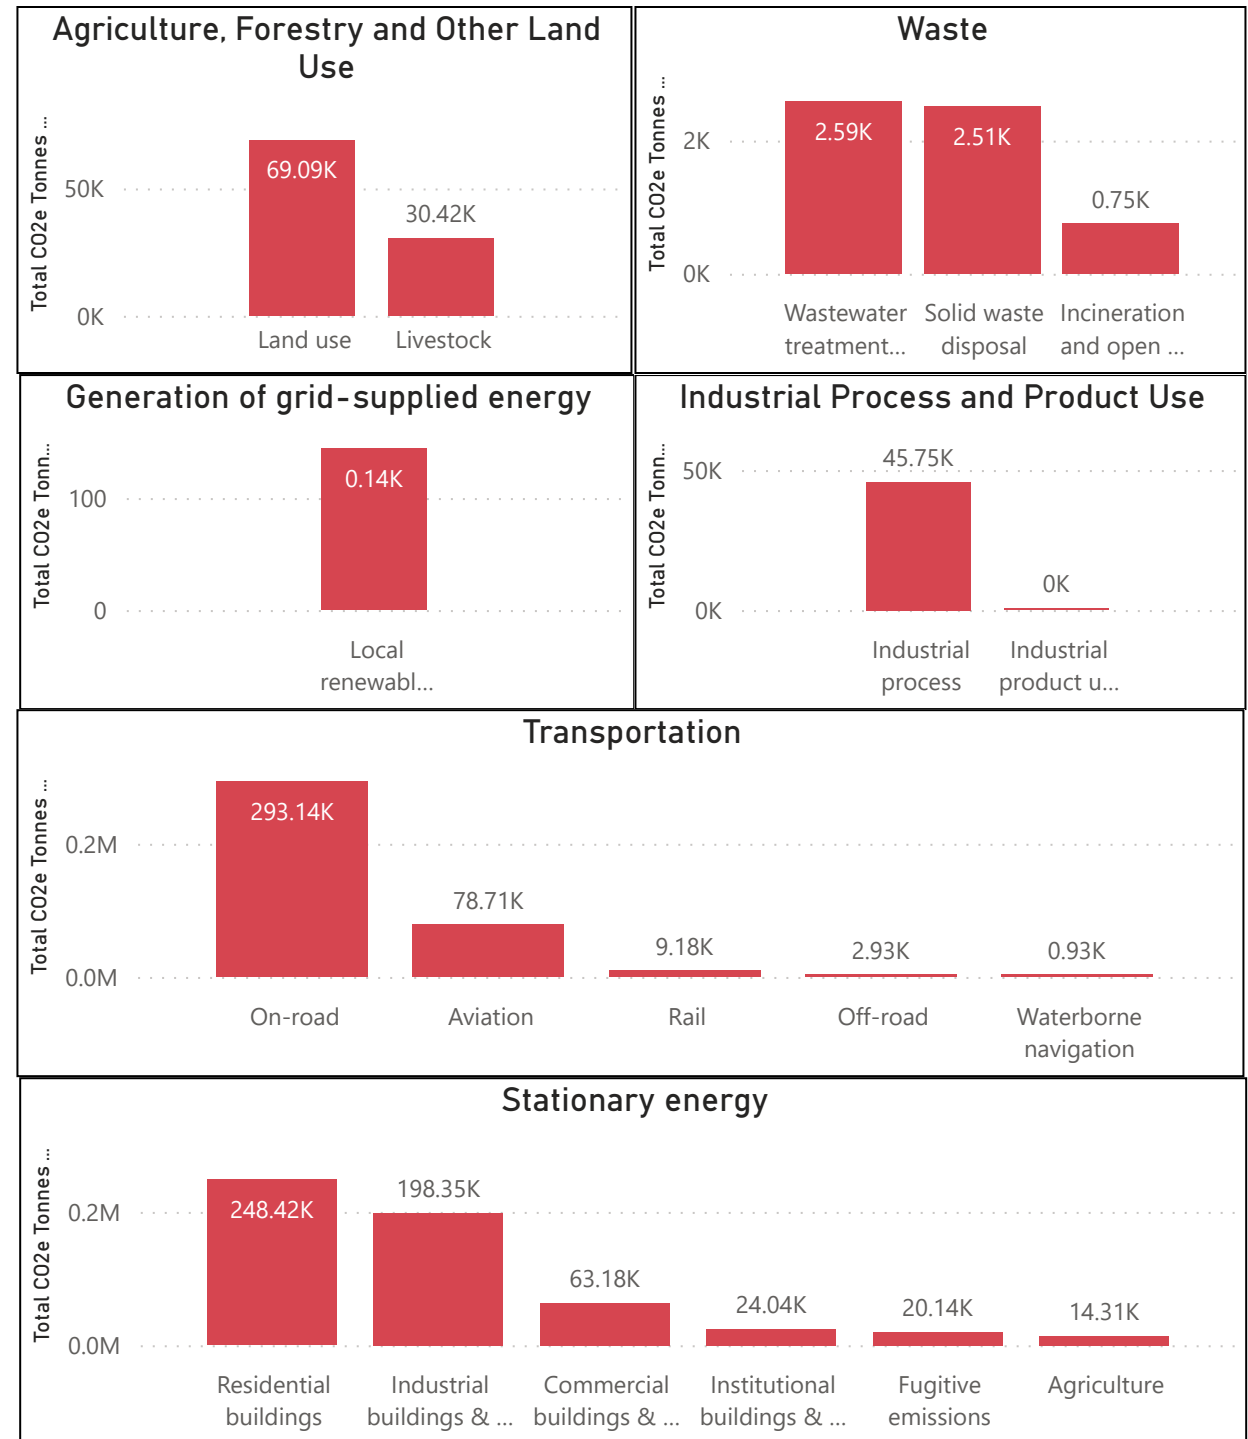 Agriculture, Forestry and Other Land
Use
Total CO2e Tonnes ...
50K
0K
69.09K
30.42K
Land use
Livestock
Waste
Total CO2e Tonnes ...
2K
0K
2.59K
2.51K
0.75K
Wastewater
treatment...
Solid waste
disposal
Incineration
and open ...
Generation of grid-supplied energy
Total CO2e Tonn...
100
0
0.14K
Local
renewabl...
Industrial Process and Product Use
Total CO2e Tonn...
50K
0K
45.75K
0K
Industrial
process
Industrial
product u...
Transportation
Total CO2e Tonnes ...
0.2M
0.0M
293.14K
78.71K
9.18K
2.93K
0.93K
On-road
Aviation
Rail
Off-road
Waterborne
navigation
Stationary energy
Total CO2e Tonnes ...
0.2M
0.0M
248.42K
198.35K
63.18K
24.04K
20.14K
14.31K
Residential
buildings
Industrial
buildings & ...
Commercial
buildings & ...
Institutional
buildings & ...
Fugitive
emissions
Agriculture